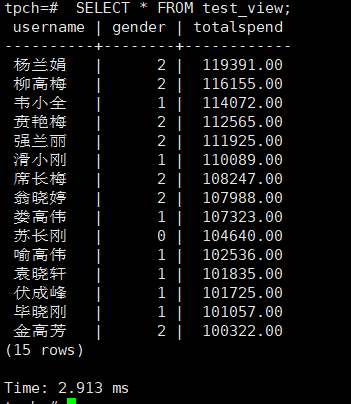 tpch=#  SELECT * FROM test_view;
 username | gender | totalspend
----------+--------+------------
 杨兰娟   |      2 |  119391.00
 柳高梅   |      2 |  116155.00
 韦小全   |      1 |  114072.00
 贲艳梅   |      2 |  112565.00
 强兰丽   |      2 |  111925.00
 滑小刚   |      1 |  110089.00
 席长梅   |      2 |  108247.00
 翁晓婷   |      2 |  107988.00
 娄高伟   |      1 |  107323.00
 苏长刚   |      0 |  104640.00
 喻高伟   |      1 |  102536.00
 袁晓轩   |      1 |  101835.00
 伏成峰   |      1 |  101725.00
 毕晓刚   |      1 |  101057.00
 金高芳   |      2 |  100322.00
(15 rows)
Time: 2.913 ms